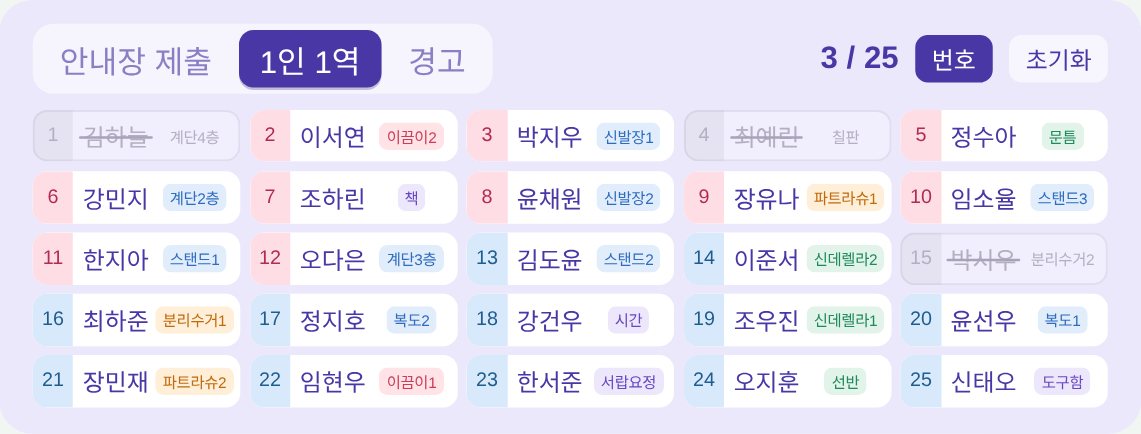 안내장 제출 1인 1역 경고 3 / 25 번호 초기화
1 김하늘 계단4층 2 이서연 이끔이2 3 박지우 신발장1 4 최예린 칠판 5 정수아 문틈
6 강민지 계단2층 7 조하린 책 8 윤채원 신발장2 9 장유나 파트라슈1 10 임소율 스탠드3
11 한지아 스탠드1 12 오다은 계단3층 13 김도윤 스탠드2 14 이준서 신데렐라2 15 박시우 분리수거2
16 최하준 분리수거1 17 정지호 복도2 18 강건우 시간 19 조우진 신데렐라1 20 윤선우 복도1
21 장민재 파트라슈2 22 임현우 이끔이1 23 한서준 서랍요정 24 오지훈 선반 25 신태오 도구함